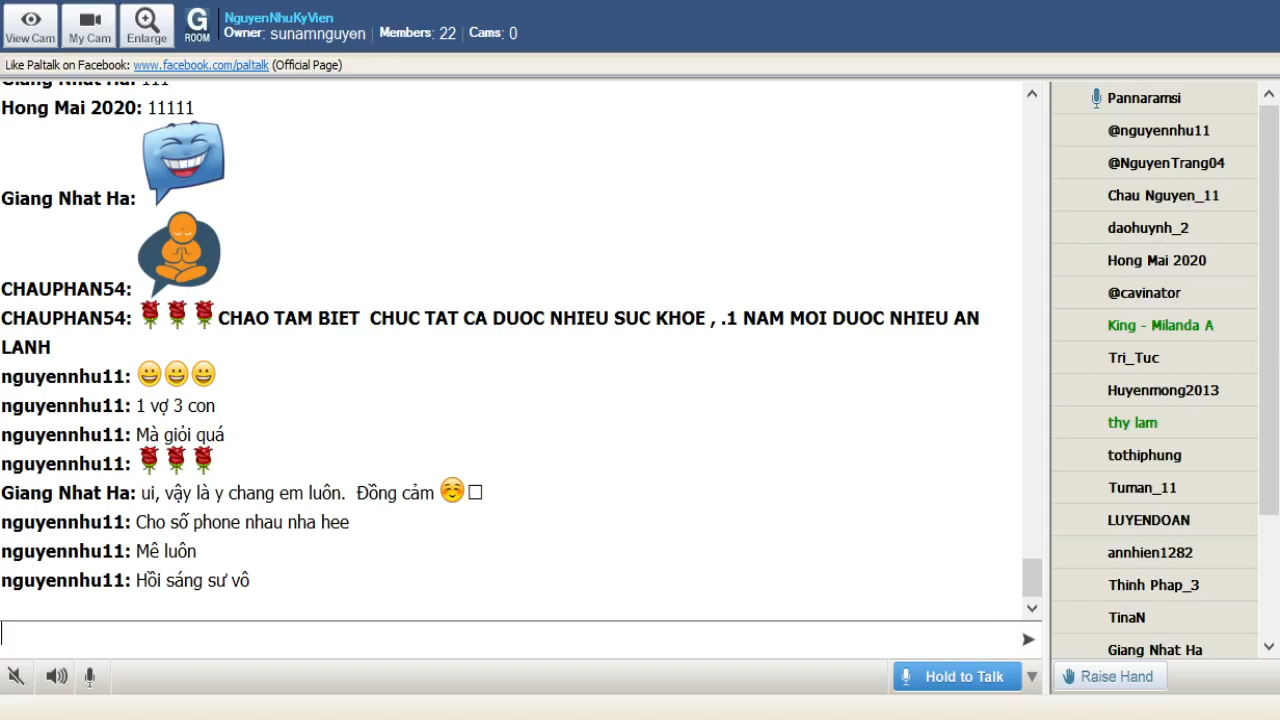 View Cam
My Cam
Enlarge
G
ROOM
NguyenNhuKyVien
Owner: sunamnguyen | Members: 22 | Cams: 0
Like Paltalk on Facebook: www.facebook.com/paltalk (Official Page)
Giang Nhat Ha: 111
Hong Mai 2020: 11111
Giang Nhat Ha:
CHAUPHAN54:
CHAUPHAN54: 🌹🌹🌹CHAO TAM BIET CHUC TAT CA DUOC NHIEU SUC KHOE , .1 NAM MOI DUOC NHIEU AN
LANH
nguyennhu11: 😀😀😀
nguyennhu11: 1 vợ 3 con
nguyennhu11: Mà giỏi quá
nguyennhu11: 🌹🌹🌹
Giang Nhat Ha: ui, vậy là y chang em luôn. Đồng cảm ☺️□
nguyennhu11: Cho số phone nhau nha hee
nguyennhu11: Mê luôn
nguyennhu11: Hồi sáng sư vô
Hold to Talk
Pannaramsi
@nguyennhu11
@NguyenTrang04
Chau Nguyen_11
daohuynh_2
Hong Mai 2020
@cavinator
King - Milanda A
Tri_Tuc
Huyenmong2013
thy lam
tothiphung
Tuman_11
LUYENDOAN
annhien1282
Thinh Phap_3
TinaN
Giang Nhat Ha
Raise Hand